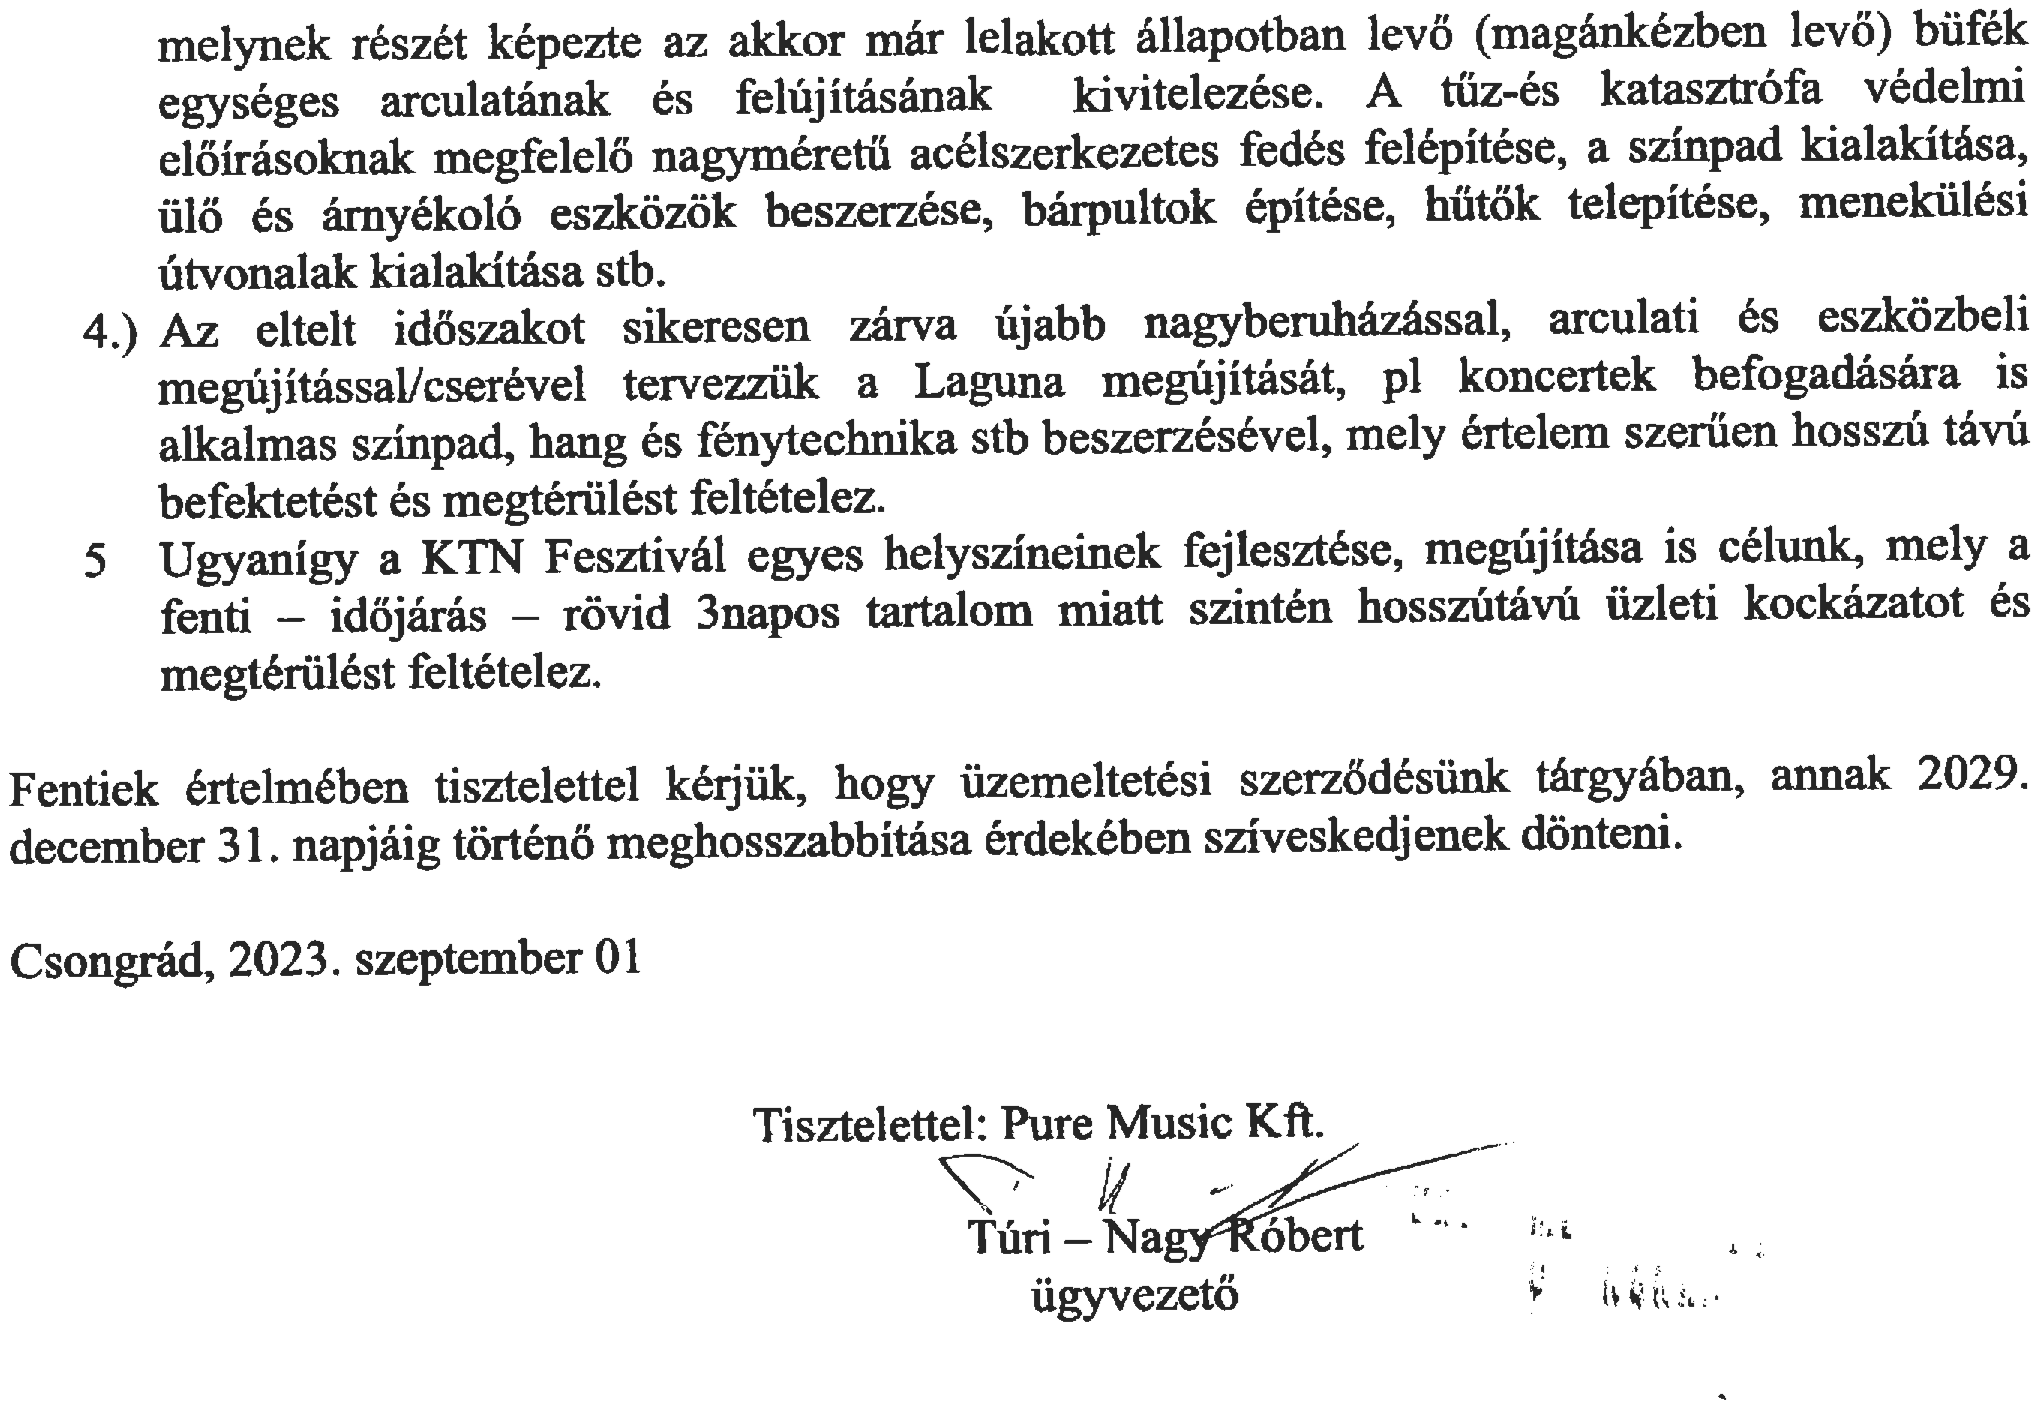 melynek részét képezte az akkor már lelakott állapotban levő (magánkézben levő) büfék
egységes arculatának és felújításának kivitelezése. A tűz-és katasztrófa védelmi
előírásoknak megfelelő nagyméretű acélszerkezetes fedés felépítése, a színpad kialakítása,
ülő és árnyékoló eszközök beszerzése, bárpultok építése, hűtők telepítése, menekülési
útvonalak kialakítása stb.
4.) Az eltelt időszakot sikeresen zárva újabb nagyberuházással, arculati és eszközbeli
megújítással/cserével tervezzük a Laguna megújítását, pl koncertek befogadására is
alkalmas színpad, hang és fénytechnika stb beszerzésével, mely értelem szerűen hosszú távú
befektetést és megtérülést feltételez.
5 Ugyanígy a KTN Fesztivál egyes helyszíneinek fejlesztése, megújítása is célunk, mely a
fenti – időjárás – rövid 3napos tartalom miatt szintén hosszútávú üzleti kockázatot és
megtérülést feltételez.
Fentiek értelmében tisztelettel kérjük, hogy üzemeltetési szerződésünk tárgyában, annak 2029.
december 31. napjáig történő meghosszabbítása érdekében szíveskedjenek dönteni.
Csongrád, 2023. szeptember 01
Tisztelettel: Pure Music Kft.
Túri – Nagy Róbert
ügyvezető